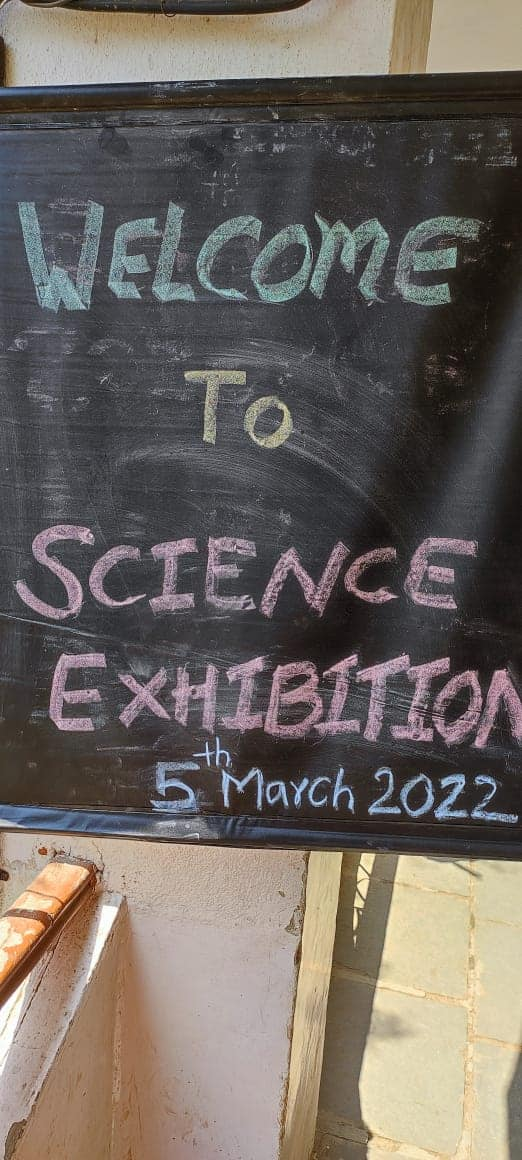 WELCOME
TO
SCIENCE
EXHIBITION
5th March 2022